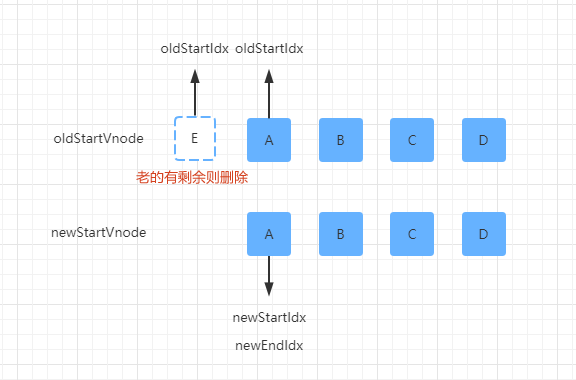 oldStartIdx oldStartIdx
oldStartVnode E A B C D
老的有剩余则删除
newStartVnode A B C D
newStartIdx
newEndIdx